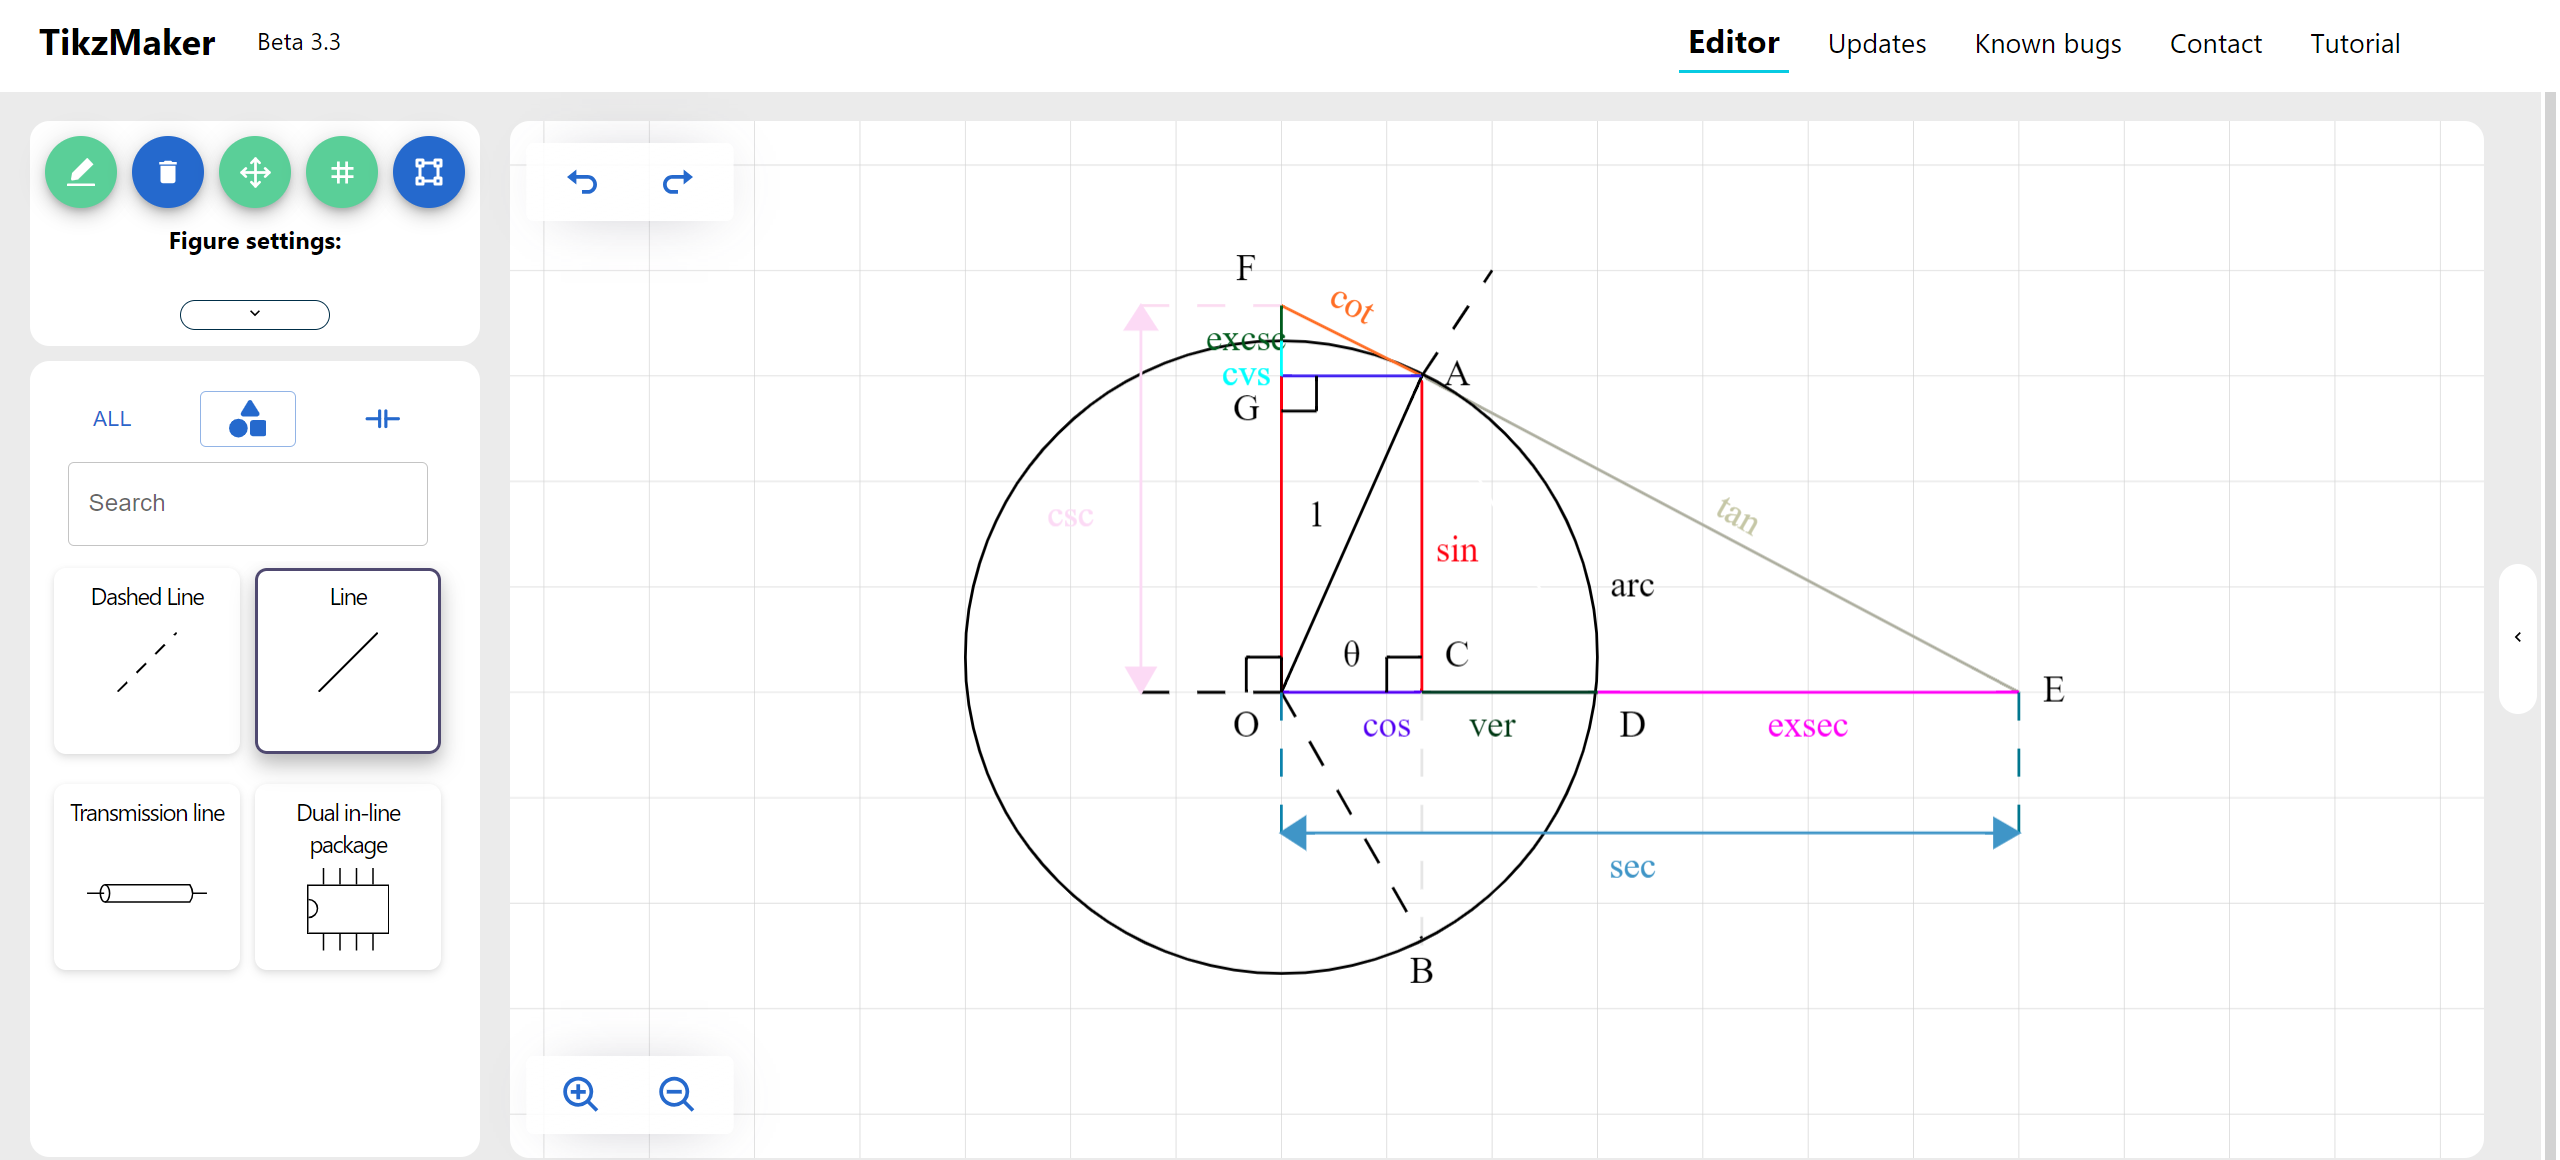 TikzMaker
Beta 3.3
Editor
Updates
Known bugs
Contact
Tutorial
Figure settings:
ALL
Search
Dashed Line
Line
Transmission line
Dual in-line
package
F
cot
excsc
cvs
A
G
csc
1
tan
sin
arc
θ
C
E
O
cos
ver
D
exsec
sec
B